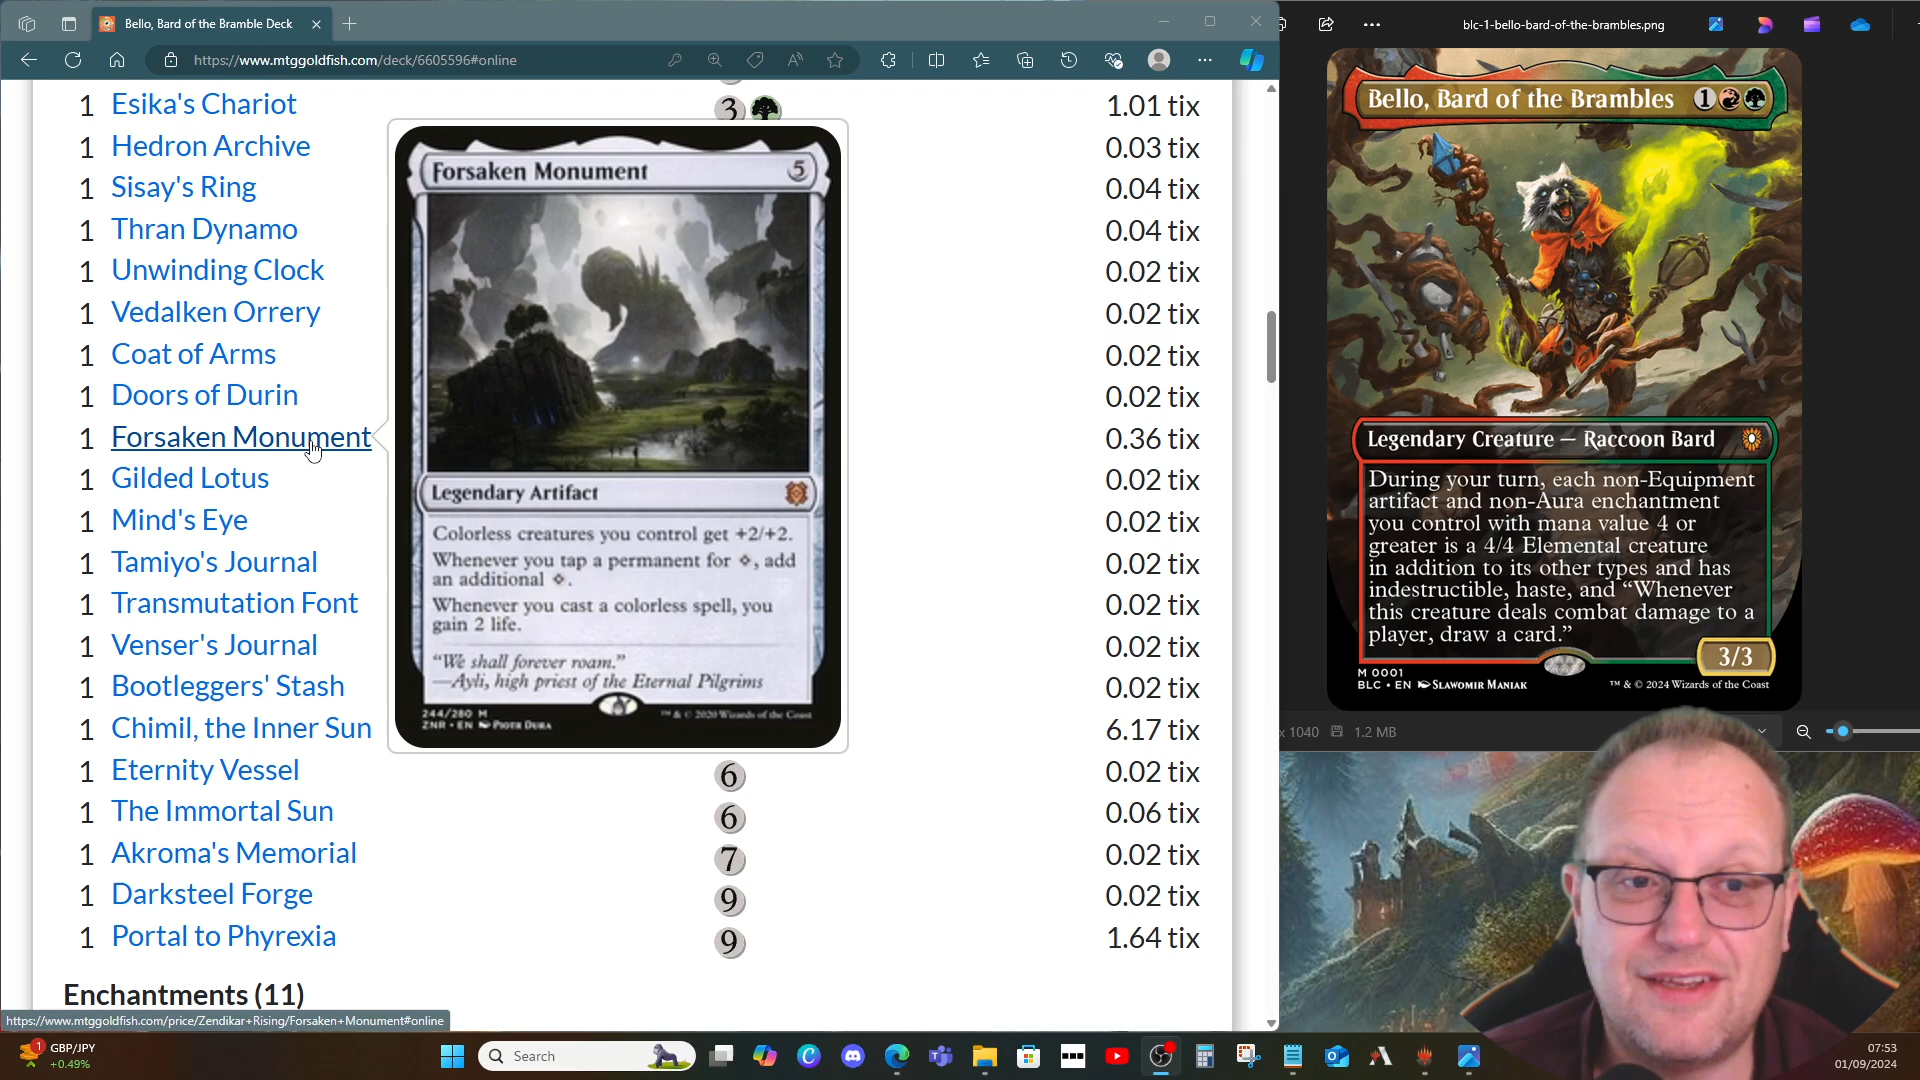 Bello, Bard of the Bramble Deck
blc-1-bello-bard-of-the-brambles.png
https://www.mtggoldfish.com/deck/6605596#online
1 Esika's Chariot 3 1.01 tix
1 Hedron Archive 0.03 tix
1 Sisay's Ring 0.04 tix
1 Thran Dynamo 0.04 tix
1 Unwinding Clock 0.02 tix
1 Vedalken Orrery 0.02 tix
1 Coat of Arms 0.02 tix
1 Doors of Durin 0.02 tix
1 Forsaken Monument 0.36 tix
1 Gilded Lotus 0.02 tix
1 Mind's Eye 0.02 tix
1 Tamiyo's Journal 0.02 tix
1 Transmutation Font 0.02 tix
1 Venser's Journal 0.02 tix
1 Bootleggers' Stash 0.02 tix
1 Chimil, the Inner Sun 6.17 tix
1 Eternity Vessel 6 0.02 tix
1 The Immortal Sun 6 0.06 tix
1 Akroma's Memorial 7 0.02 tix
1 Darksteel Forge 9 0.02 tix
1 Portal to Phyrexia 9 1.64 tix
Enchantments (11)
https://www.mtggoldfish.com/price/Zendikar+Rising/Forsaken+Monument#online
Forsaken Monument 5
Legendary Artifact
Colorless creatures you control get +2/+2.
Whenever you tap a permanent for ◇, add
an additional ◇.
Whenever you cast a colorless spell, you
gain 2 life.
"We shall forever roam."
—Ayli, high priest of the Eternal Pilgrims
244/280 M
ZNR • EN Piotr Dura
™ & © 2020 Wizards of the Coast
Bello, Bard of the Brambles 1
Legendary Creature — Raccoon Bard
During your turn, each non-Equipment
artifact and non-Aura enchantment
you control with mana value 4 or
greater is a 4/4 Elemental creature
in addition to its other types and has
indestructible, haste, and "Whenever
this creature deals combat damage to a
player, draw a card."
3/3
M 0001
BLC • EN Slawomir Maniak
™ & © 2024 Wizards of the Coast
x 1040 1.2 MB
1 GBP/JPY
+0.49%
Search
07:53
01/09/2024